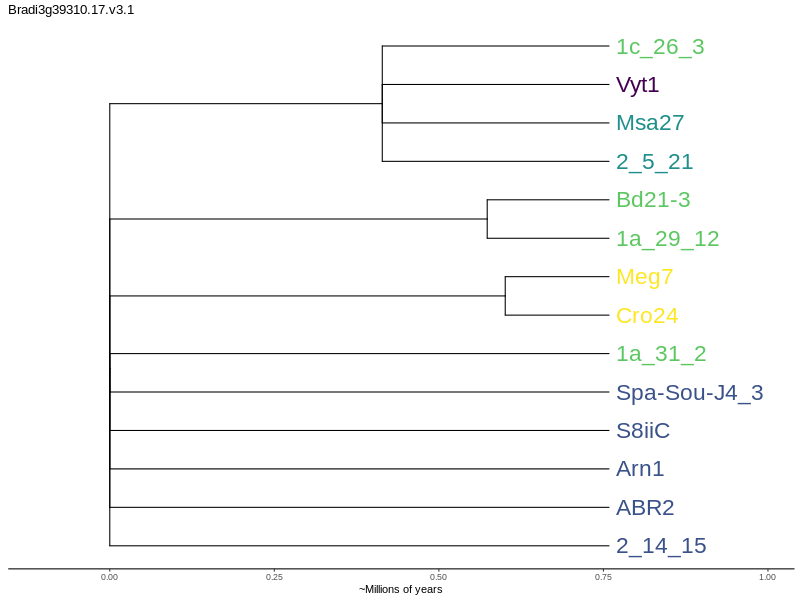 Bradi3g39310.17.v3.1
1c_26_3
Vyt1
Msa27
2_5_21
Bd21-3
1a_29_12
Meg7
Cro24
1a_31_2
Spa-Sou-J4_3
S8iiC
Arn1
ABR2
2_14_15
0.00 0.25 0.50 0.75 1.00
~Millions of years